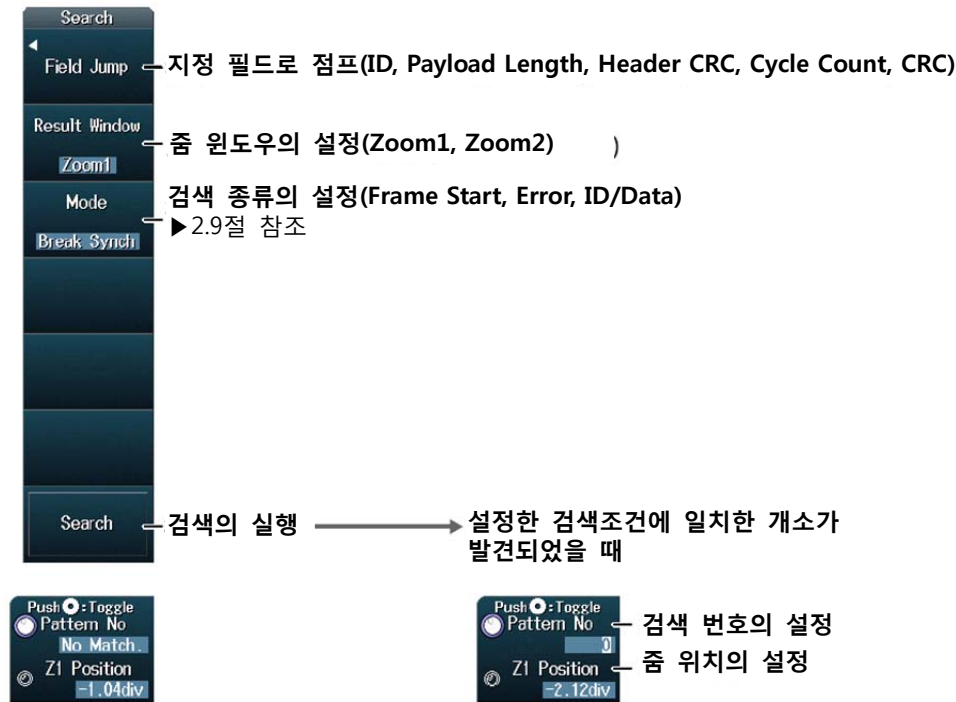 Search
Field Jump
지정 필드로 점프(ID, Payload Length, Header CRC, Cycle Count, CRC)
Result Window
Zoom1
줌 윈도우의 설정(Zoom1, Zoom2) )
Mode
Break Synch
검색 종류의 설정(Frame Start, Error, ID/Data)
▶2.9절 참조
Search
검색의 실행
설정한 검색조건에 일치한 개소가
발견되었을 때
Push :Toggle
Pattern No
No Match.
Z1 Position
-1.04div
Push :Toggle
Pattern No
0
Z1 Position
-2.12div
검색 번호의 설정
줌 위치의 설정